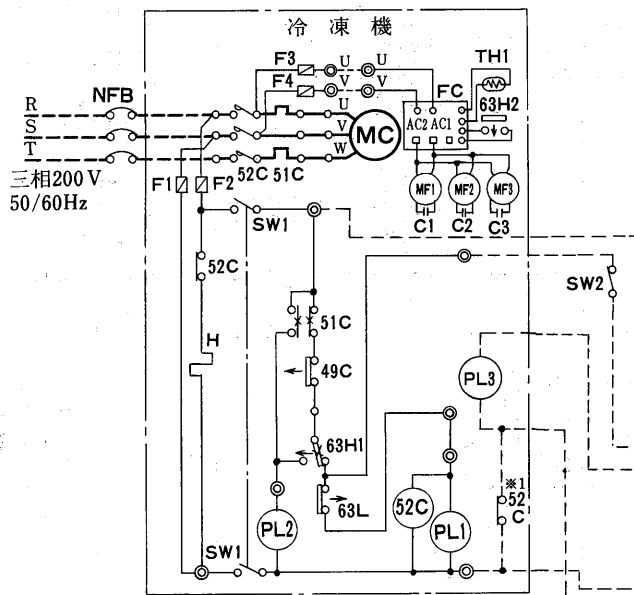 冷凍機
F3 U U
F4 V V
TH1
FC
63H2
NFB
R
S
T
U
V
W
MC
AC2 AC1
三相200V
50/60Hz
F1 F2
52C 51C
MF1 MF2 MF3
C1 C2 C3
SW1
52C
SW2
51C
H
49C
PL3
63H1
63L
※1
52
C
52C
PL2
PL1
SW1